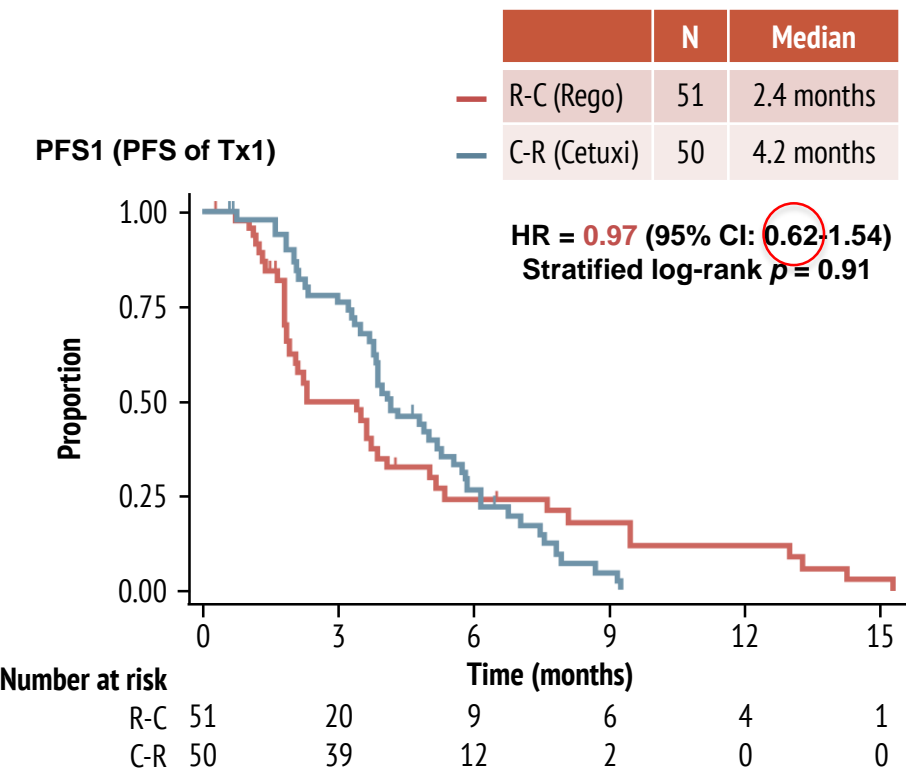 N Median
R-C (Rego) 51 2.4 months
C-R (Cetuxi) 50 4.2 months
PFS1 (PFS of Tx1)
HR = 0.97 (95% CI: 0.62-1.54)
Stratified log-rank p = 0.91
Proportion
1.00
0.75
0.50
0.25
0.00
0 3 6 9 12 15
Time (months)
Number at risk
R-C 51 20 9 6 4 1
C-R 50 39 12 2 0 0